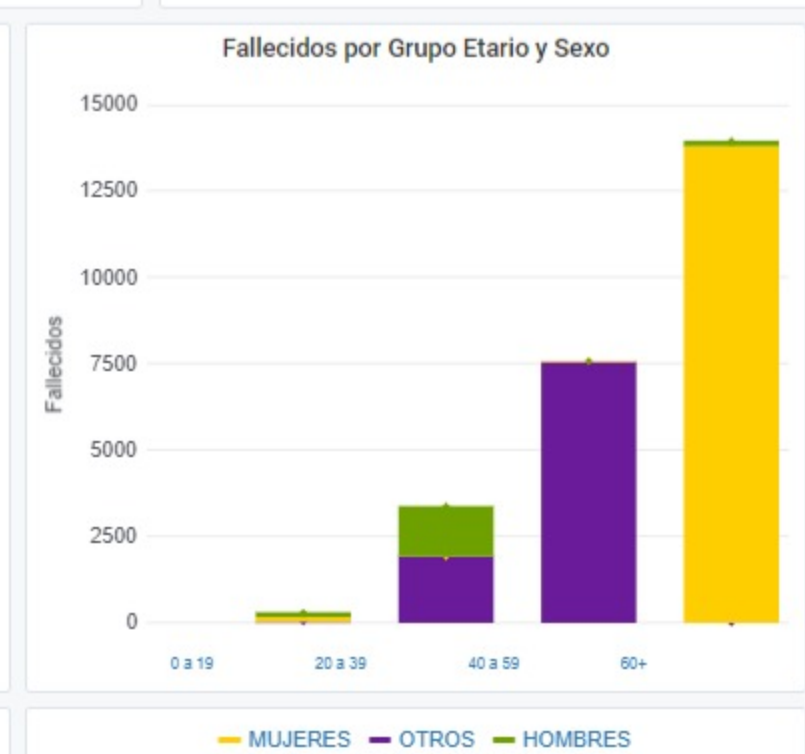 Fallecidos por Grupo Etario y Sexo
15000
12500
10000
7500
5000
2500
0
Fallecidos
0 a 19
20 a 39
40 a 59
60+
MUJERES
OTROS
HOMBRES